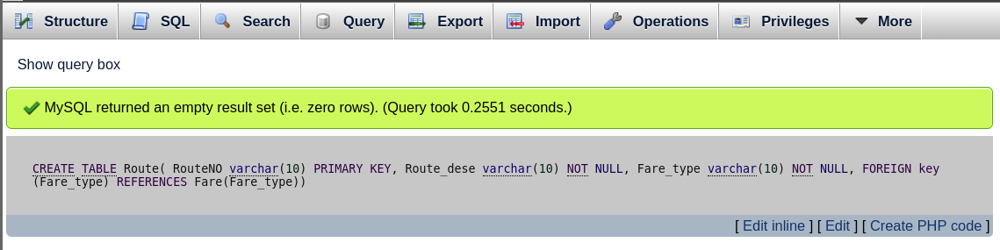 Structure SQL Search Query Export Import Operations Privileges More
Show query box
MySQL returned an empty result set (i.e. zero rows). (Query took 0.2551 seconds.)
CREATE TABLE Route( RouteNO varchar(10) PRIMARY KEY, Route_dese varchar(10) NOT NULL, Fare_type varchar(10) NOT NULL, FOREIGN key
(Fare_type) REFERENCES Fare(Fare_type))
[ Edit inline ] [ Edit ] [ Create PHP code ]